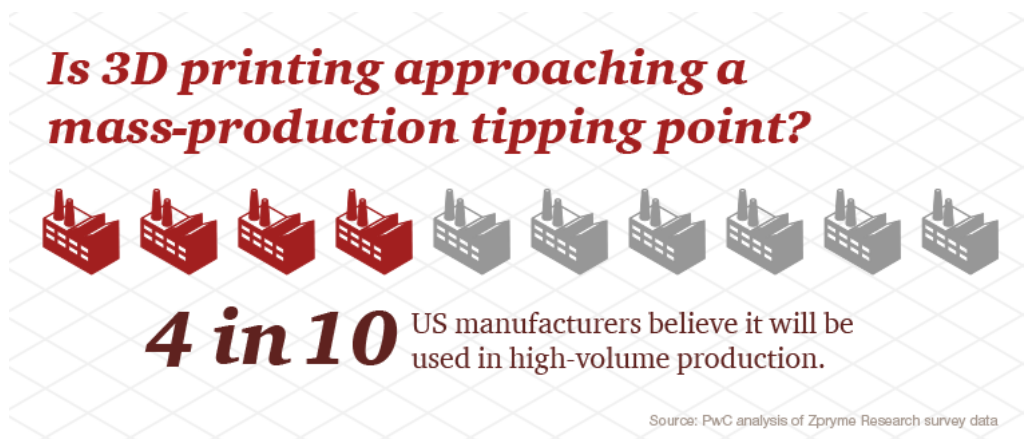 Is 3D printing approaching a
mass-production tipping point?
4 in 10
US manufacturers believe it will be
used in high-volume production.
Source: PwC analysis of Zpryme Research survey data